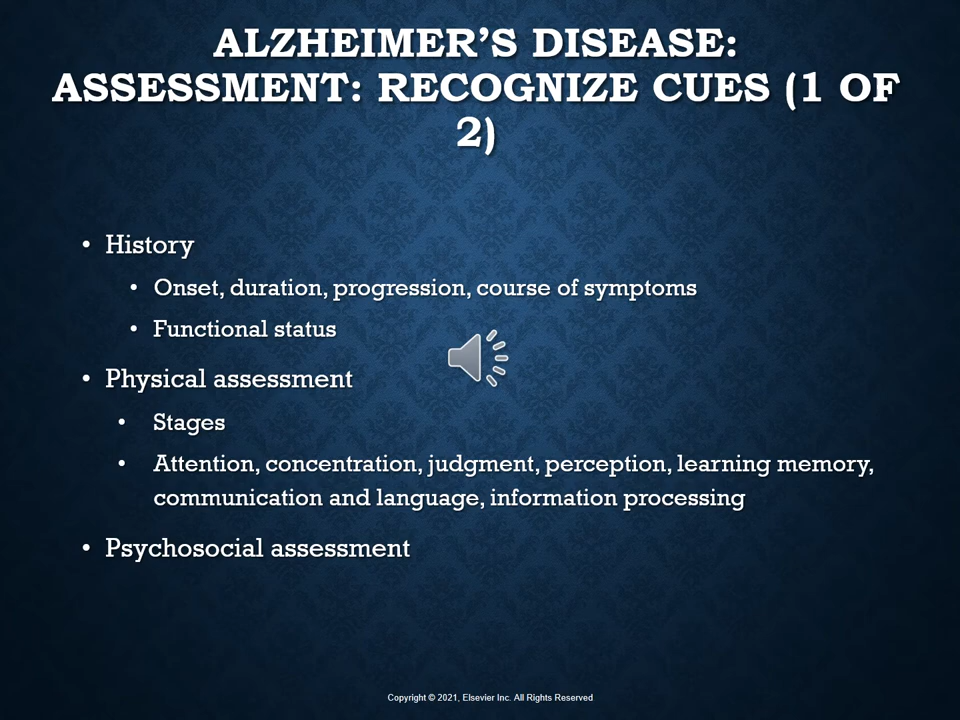 ALZHEIMER’S DISEASE:
ASSESSMENT: RECOGNIZE CUES (1 OF
2)
• History
• Onset, duration, progression, course of symptoms
• Functional status
• Physical assessment
• Stages
• Attention, concentration, judgment, perception, learning memory,
communication and language, information processing
• Psychosocial assessment
Copyright © 2021, Elsevier Inc. All Rights Reserved